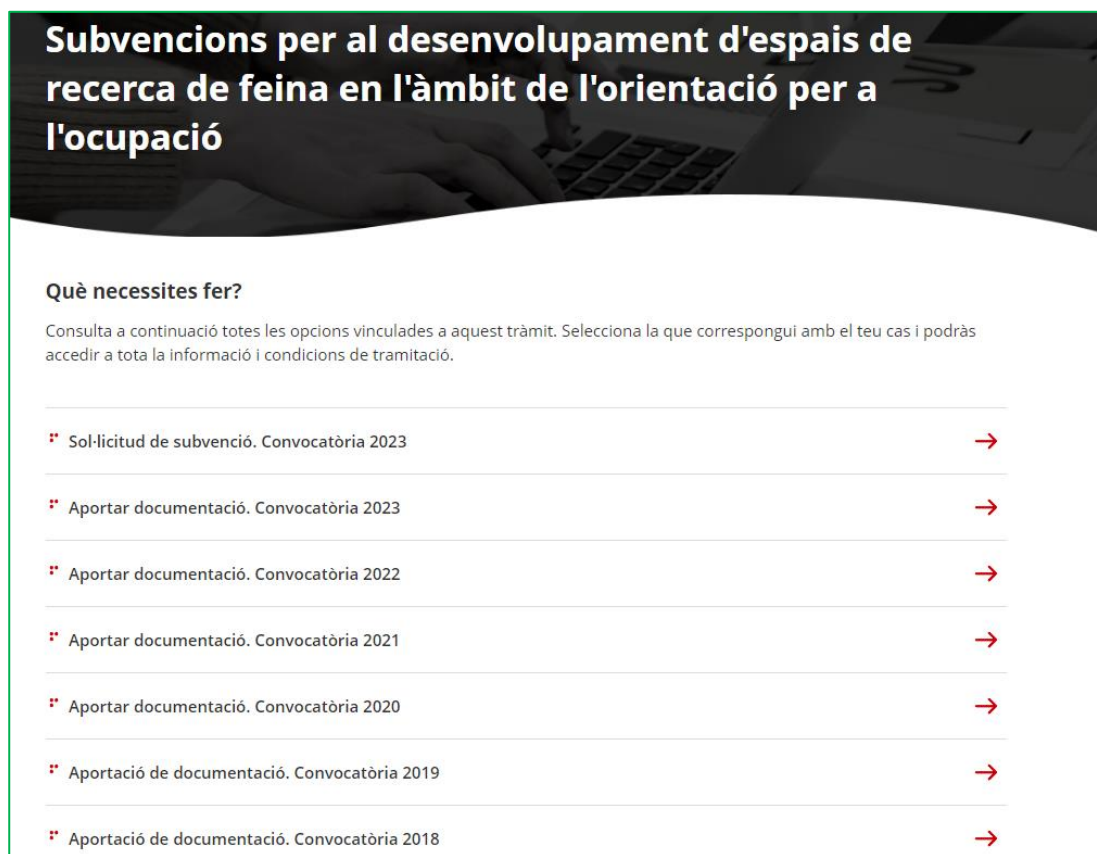 Subvencions per al desenvolupament d'espais de
recerca de feina en l'àmbit de l'orientació per a
l'ocupació
Què necessites fer?
Consulta a continuació totes les opcions vinculades a aquest tràmit. Selecciona la que correspongui amb el teu cas i podràs
accedir a tota la informació i condicions de tramitació.
Sol·licitud de subvenció. Convocatòria 2023
Aportar documentació. Convocatòria 2023
Aportar documentació. Convocatòria 2022
Aportar documentació. Convocatòria 2021
Aportar documentació. Convocatòria 2020
Aportació de documentació. Convocatòria 2019
Aportació de documentació. Convocatòria 2018